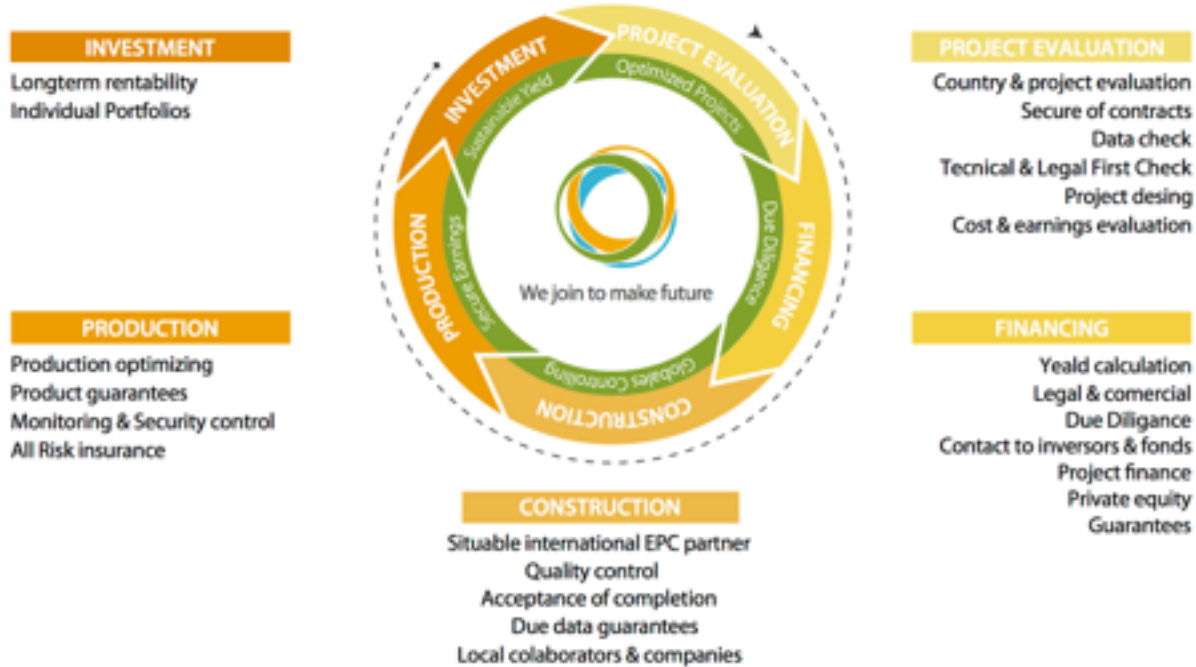 INVESTMENT
Longterm rentability
Individual Portfolios
PRODUCTION
Production optimizing
Product guarantees
Monitoring & Security control
All Risk insurance
INVESTMENT
Sustainable Yield
PROJECT EVALUATION
Optimized Projects
FINANCING
Due Diligance
CONSTRUCTION
Globales Controlling
PRODUCTION
Secure Earnings
We join to make future
CONSTRUCTION
Situable international EPC partner
Quality control
Acceptance of completion
Due data guarantees
Local colaborators & companies
PROJECT EVALUATION
Country & project evaluation
Secure of contracts
Data check
Tecnical & Legal First Check
Project desing
Cost & earnings evaluation
FINANCING
Yeald calculation
Legal & comercial
Due Diligance
Contact to inversors & fonds
Project finance
Private equity
Guarantees